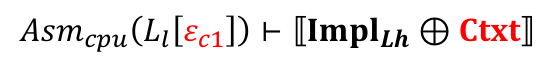 Asm_cpu(L_l[ε_c1]) ⊢ ⟦Impl_Lh ⊕ Ctxt⟧